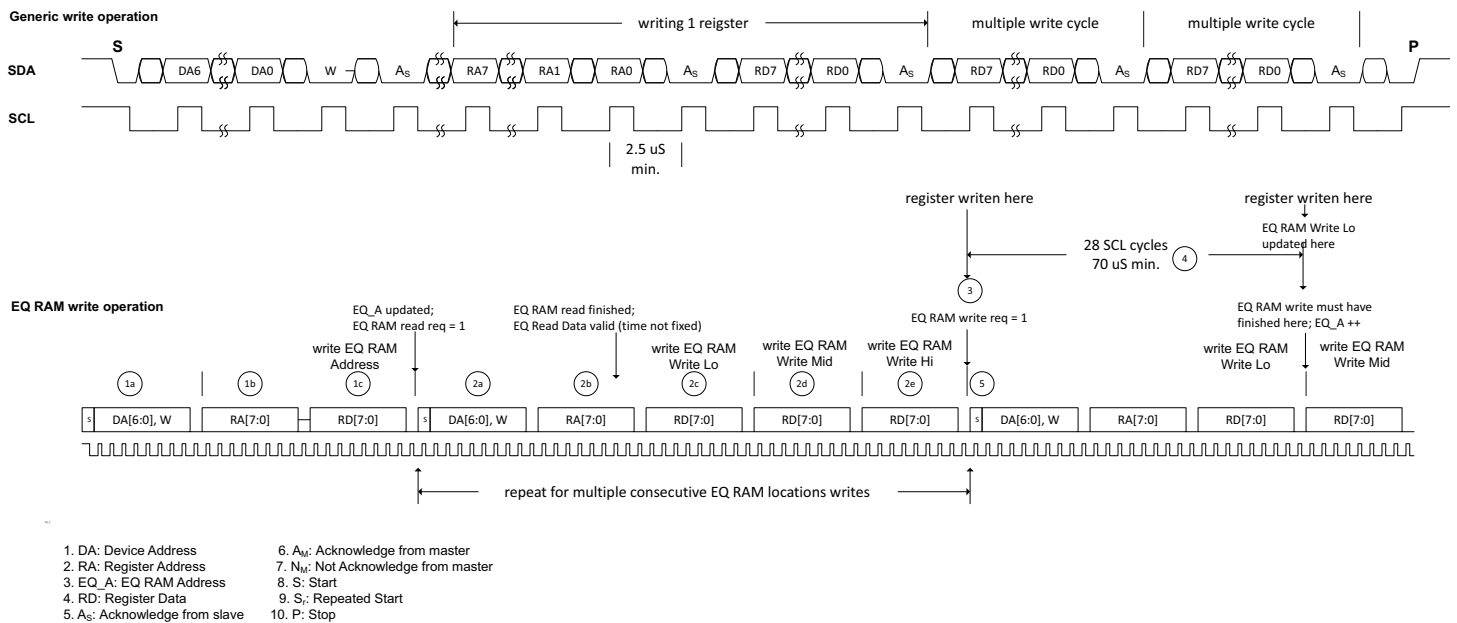 Generic write operation
writing 1 reigster
multiple write cycle
multiple write cycle
S
P
SDA
DA6
DA0
W
AS
RA7
RA1
RA0
AS
RD7
RD0
AS
RD7
RD0
AS
RD7
RD0
AS
SCL
2.5 uS
min.
register writen here
register writen here
EQ RAM Write Lo
updated here
28 SCL cycles
70 uS min.
4
3
EQ RAM write operation
EQ_A updated;
EQ RAM read req = 1
EQ RAM read finished;
EQ Read Data valid (time not fixed)
EQ RAM write req = 1
EQ RAM write must have
finished here; EQ_A ++
write EQ RAM
Address
write EQ RAM
Write Lo
write EQ RAM
Write Mid
write EQ RAM
Write Hi
write EQ RAM
Write Lo
write EQ RAM
Write Mid
1a
1b
1c
2a
2b
2c
2d
2e
5
s
DA[6:0], W
RA[7:0]
RD[7:0]
s
DA[6:0], W
RA[7:0]
RD[7:0]
RD[7:0]
RD[7:0]
s
DA[6:0], W
RA[7:0]
RD[7:0]
RD[7:0]
repeat for multiple consecutive EQ RAM locations writes
1. DA: Device Address
2. RA: Register Address
3. EQ_A: EQ RAM Address
4. RD: Register Data
5. AS: Acknowledge from slave
6. AM: Acknowledge from master
7. NM: Not Acknowledge from master
8. S: Start
9. Sr: Repeated Start
10. P: Stop